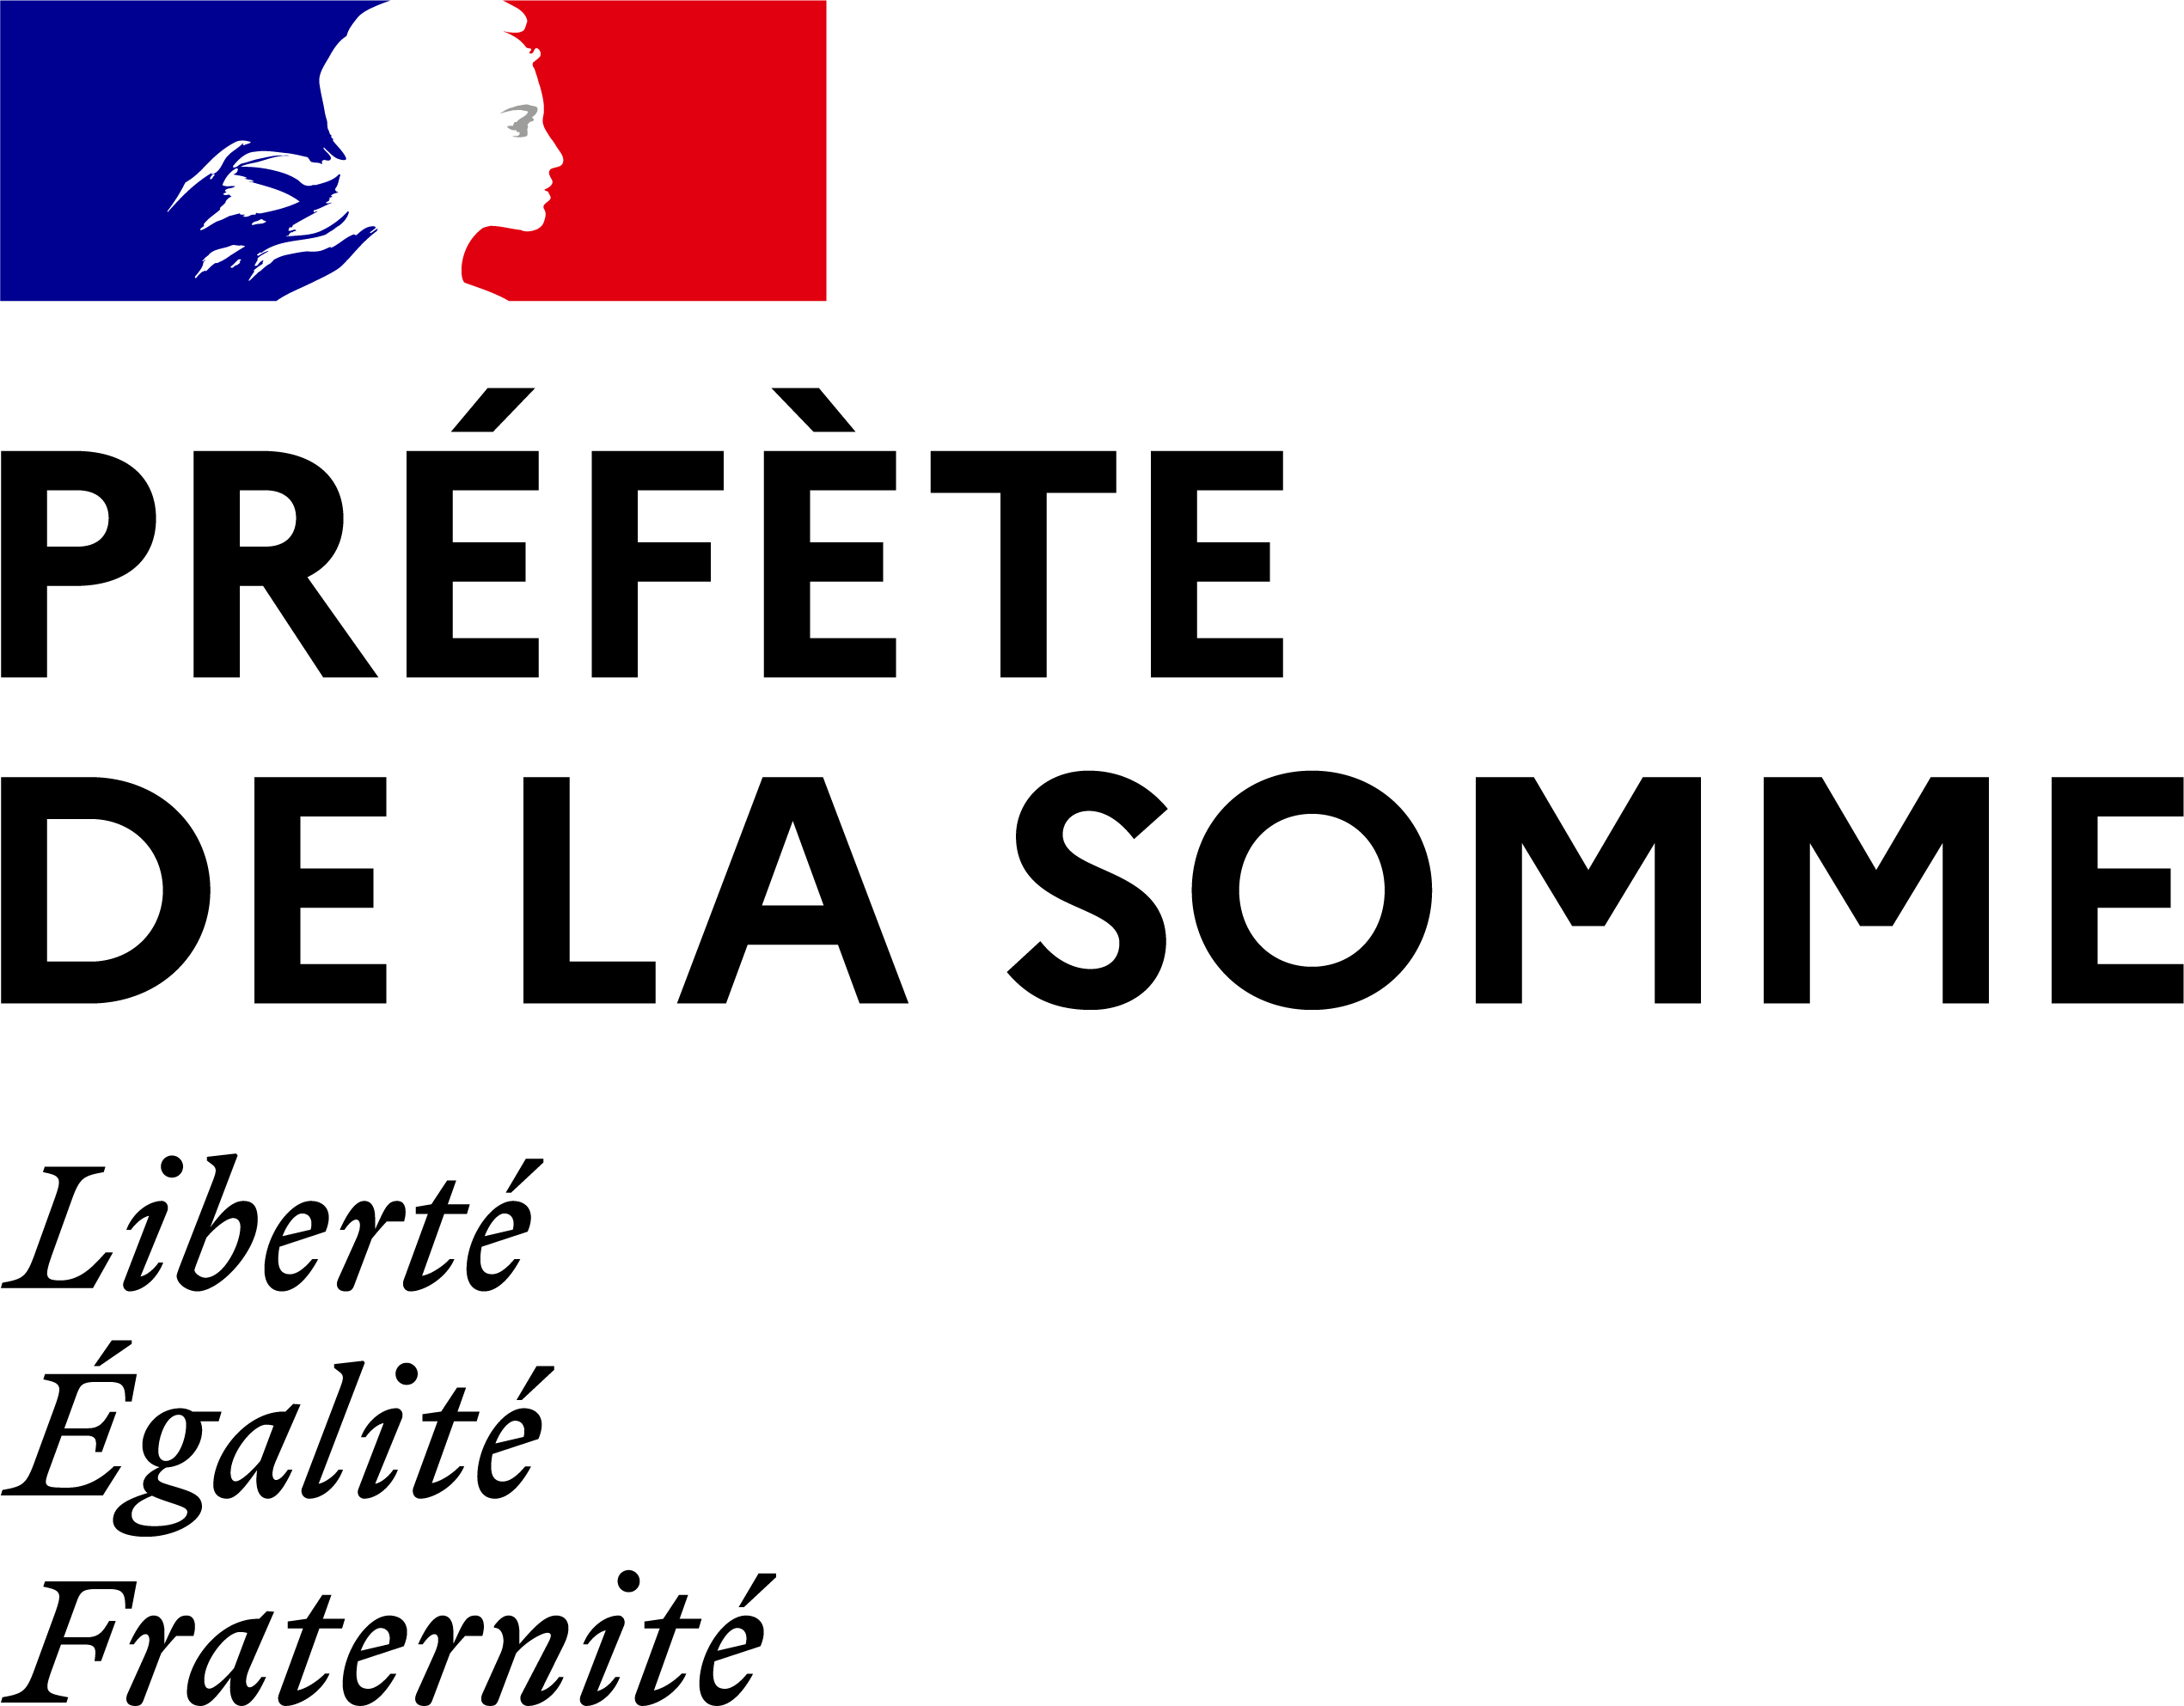 PRÉFÈTE
DE LA SOMME
Liberté
Égalité
Fraternité